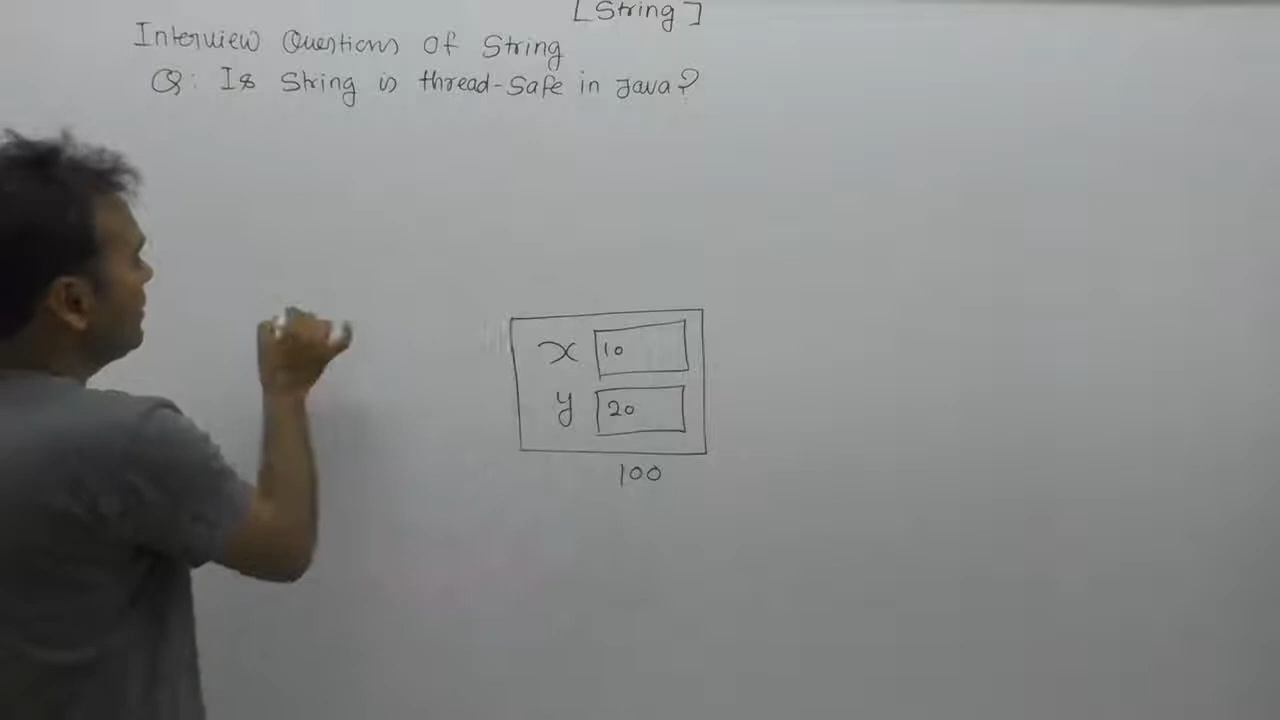 [String]
Interview Questions of String
Q: Is String is thread-Safe in Java?
x 10
y 20
100